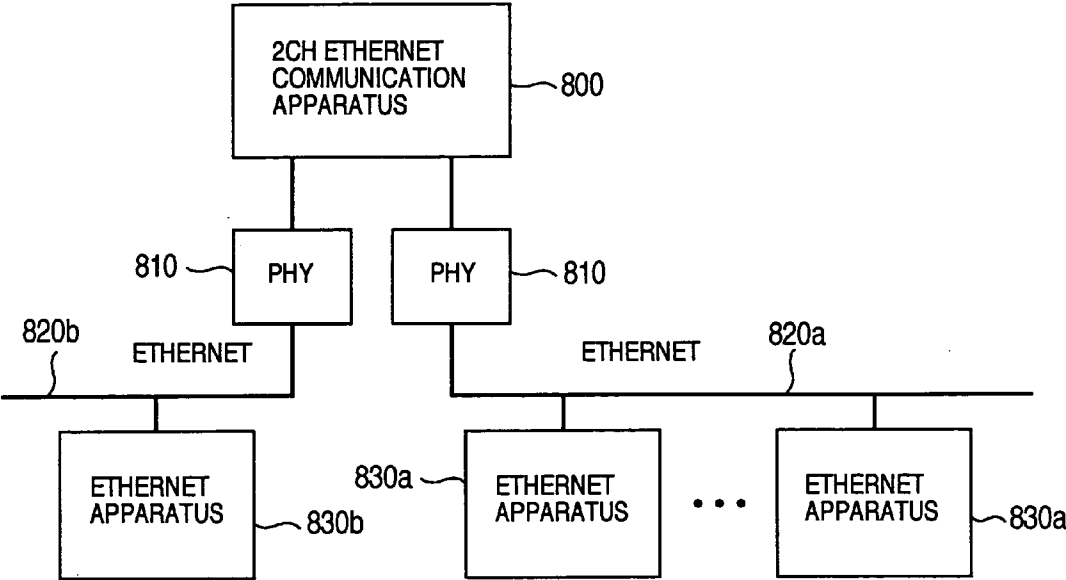 2CH ETHERNET
COMMUNICATION
APPARATUS
800
810
PHY
PHY
810
820b
ETHERNET
ETHERNET
820a
ETHERNET
APPARATUS
830b
830a
ETHERNET
APPARATUS
• • •
ETHERNET
APPARATUS
830a